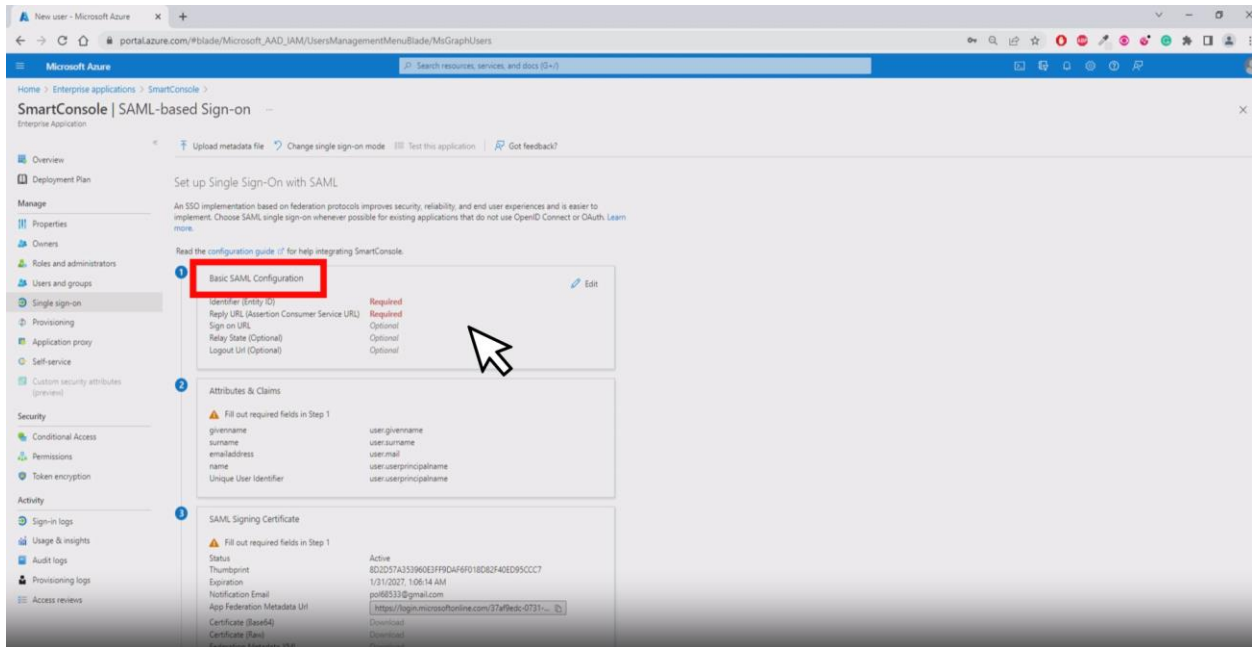 New user - Microsoft Azure
portal.azure.com/#blade/Microsoft_AAD_IAM/UsersManagementMenuBlade/MsGraphUsers
Microsoft Azure
Search resources, services, and docs (G+/)
Home > Enterprise applications > SmartConsole >
SmartConsole | SAML-based Sign-on ...
Enterprise Application
Upload metadata file Change single sign-on mode Test this application Got feedback?
Overview
Deployment Plan
Manage
Properties
Owners
Roles and administrators
Users and groups
Single sign-on
Provisioning
Application proxy
Self-service
Custom security attributes
(preview)
Security
Conditional Access
Permissions
Token encryption
Activity
Sign-in logs
Usage & insights
Audit logs
Provisioning logs
Access reviews
Set up Single Sign-On with SAML
An SSO implementation based on federation protocols improves security, reliability, and end user experiences and is easier to
implement. Choose SAML single sign-on whenever possible for existing applications that do not use OpenID Connect or OAuth. Learn
more.
Read the configuration guide for help integrating SmartConsole.
1
Basic SAML Configuration
Edit
Identifier (Entity ID) Required
Reply URL (Assertion Consumer Service URL) Required
Sign on URL Optional
Relay State (Optional) Optional
Logout Url (Optional) Optional
2
Attributes & Claims
Fill out required fields in Step 1
givenname user.givenname
surname user.surname
emailaddress user.mail
name user.userprincipalname
Unique User Identifier user.userprincipalname
3
SAML Signing Certificate
Fill out required fields in Step 1
Status Active
Thumbprint 8D2D57A353960E3FF9DAF6F018D82F40ED95CCC7
Expiration 1/31/2027, 1:06:14 AM
Notification Email pol68533@gmail.com
App Federation Metadata Url https://login.microsoftonline.com/37af9edc-0731-...
Certificate (Base64) Download
Certificate (Raw) Download
Federation Metadata XML Download